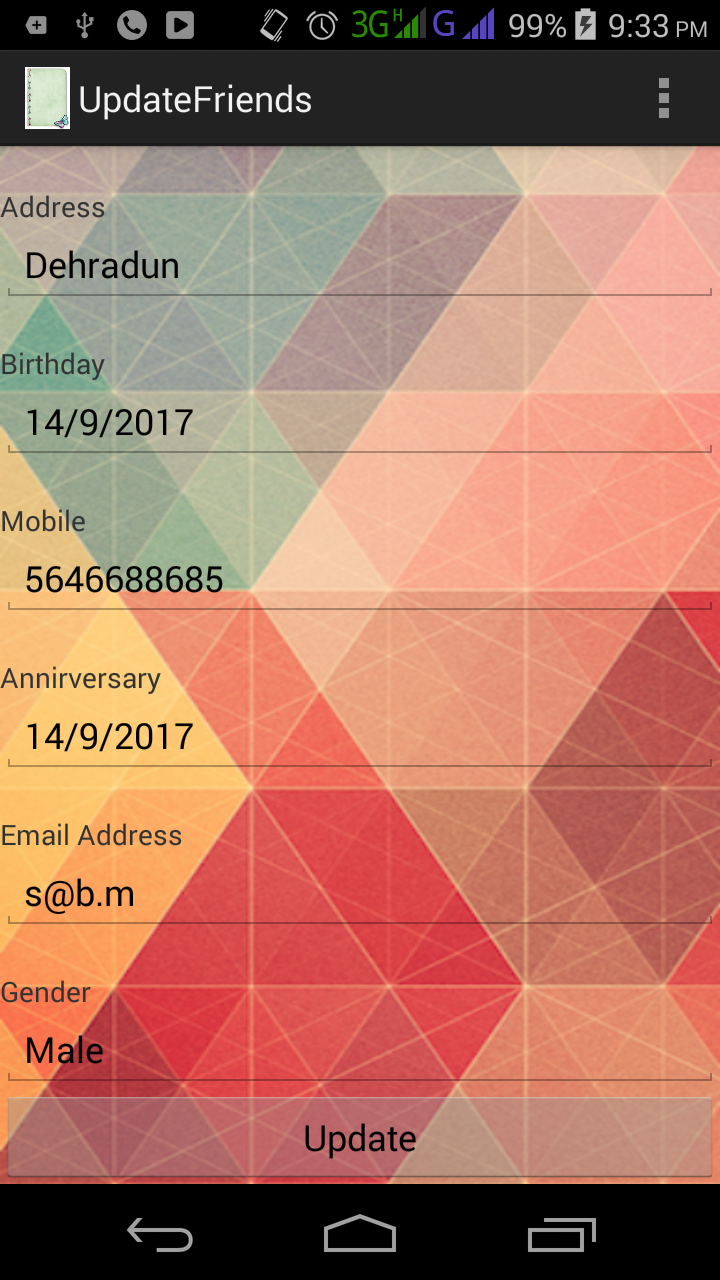 3G H G 99% 9:33 PM
UpdateFriends
Address
Dehradun
Birthday
14/9/2017
Mobile
5646688685
Annirversary
14/9/2017
Email Address
s@b.m
Gender
Male
Update